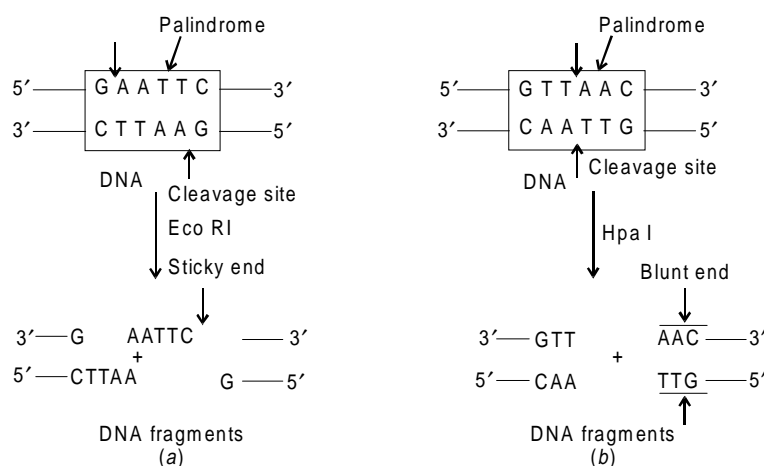 Palindrome
5′ G A A T T C 3′
3′ C T T A A G 5′
DNA
Cleavage site
Eco RI
Sticky end
3′ G AATTC 3′
+
5′ CTTAA G 5′
DNA fragments
(a)
Palindrome
5′ G T T A A C 3′
3′ C A A T T G 5′
Cleavage site
DNA
Hpa I
Blunt end
3′ GTT AAC 3′
+
5′ CAA TTG 5′
DNA fragments
(b)